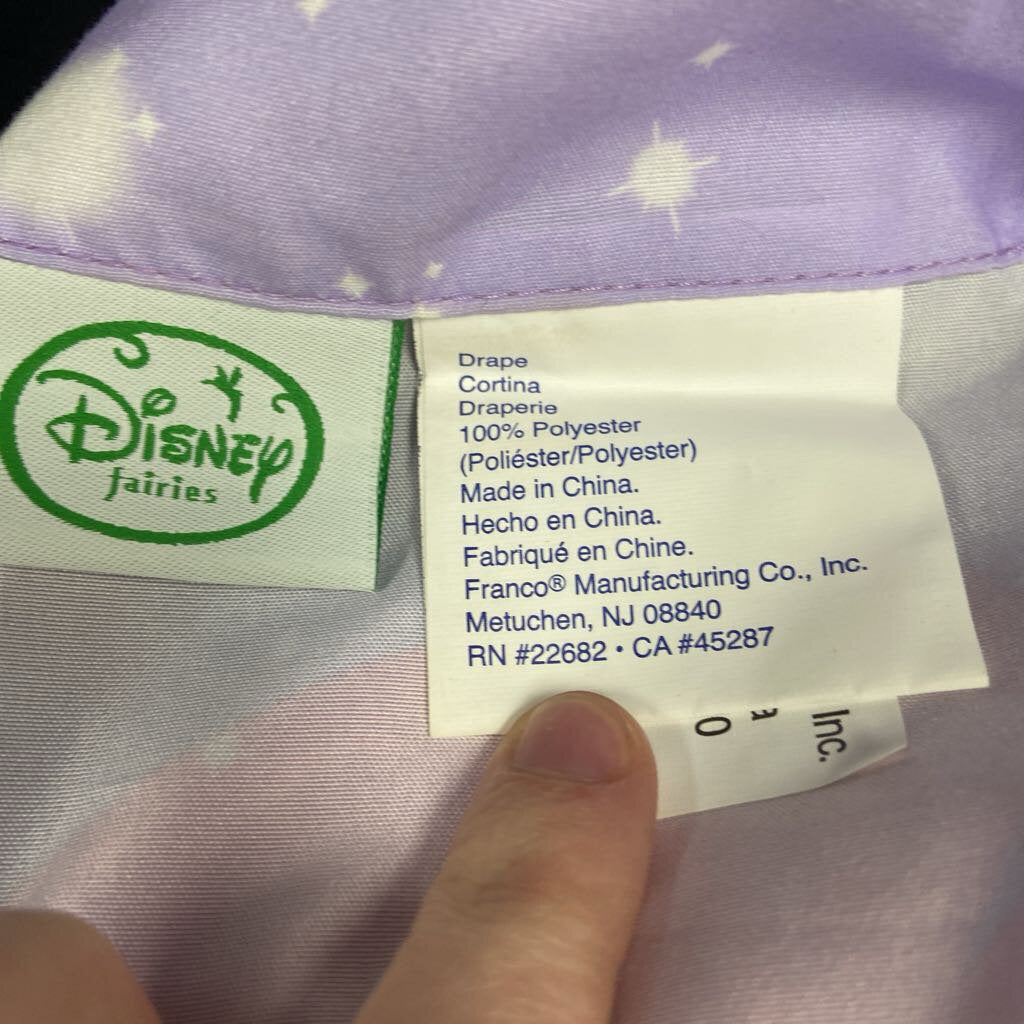 Disney
fairies
Drape
Cortina
Draperie
100% Polyester
(Poliéster/Polyester)
Made in China.
Hecho en China.
Fabriqué en Chine.
Franco® Manufacturing Co., Inc.
Metuchen, NJ 08840
RN #22682 • CA #45287
Inc.
a
0